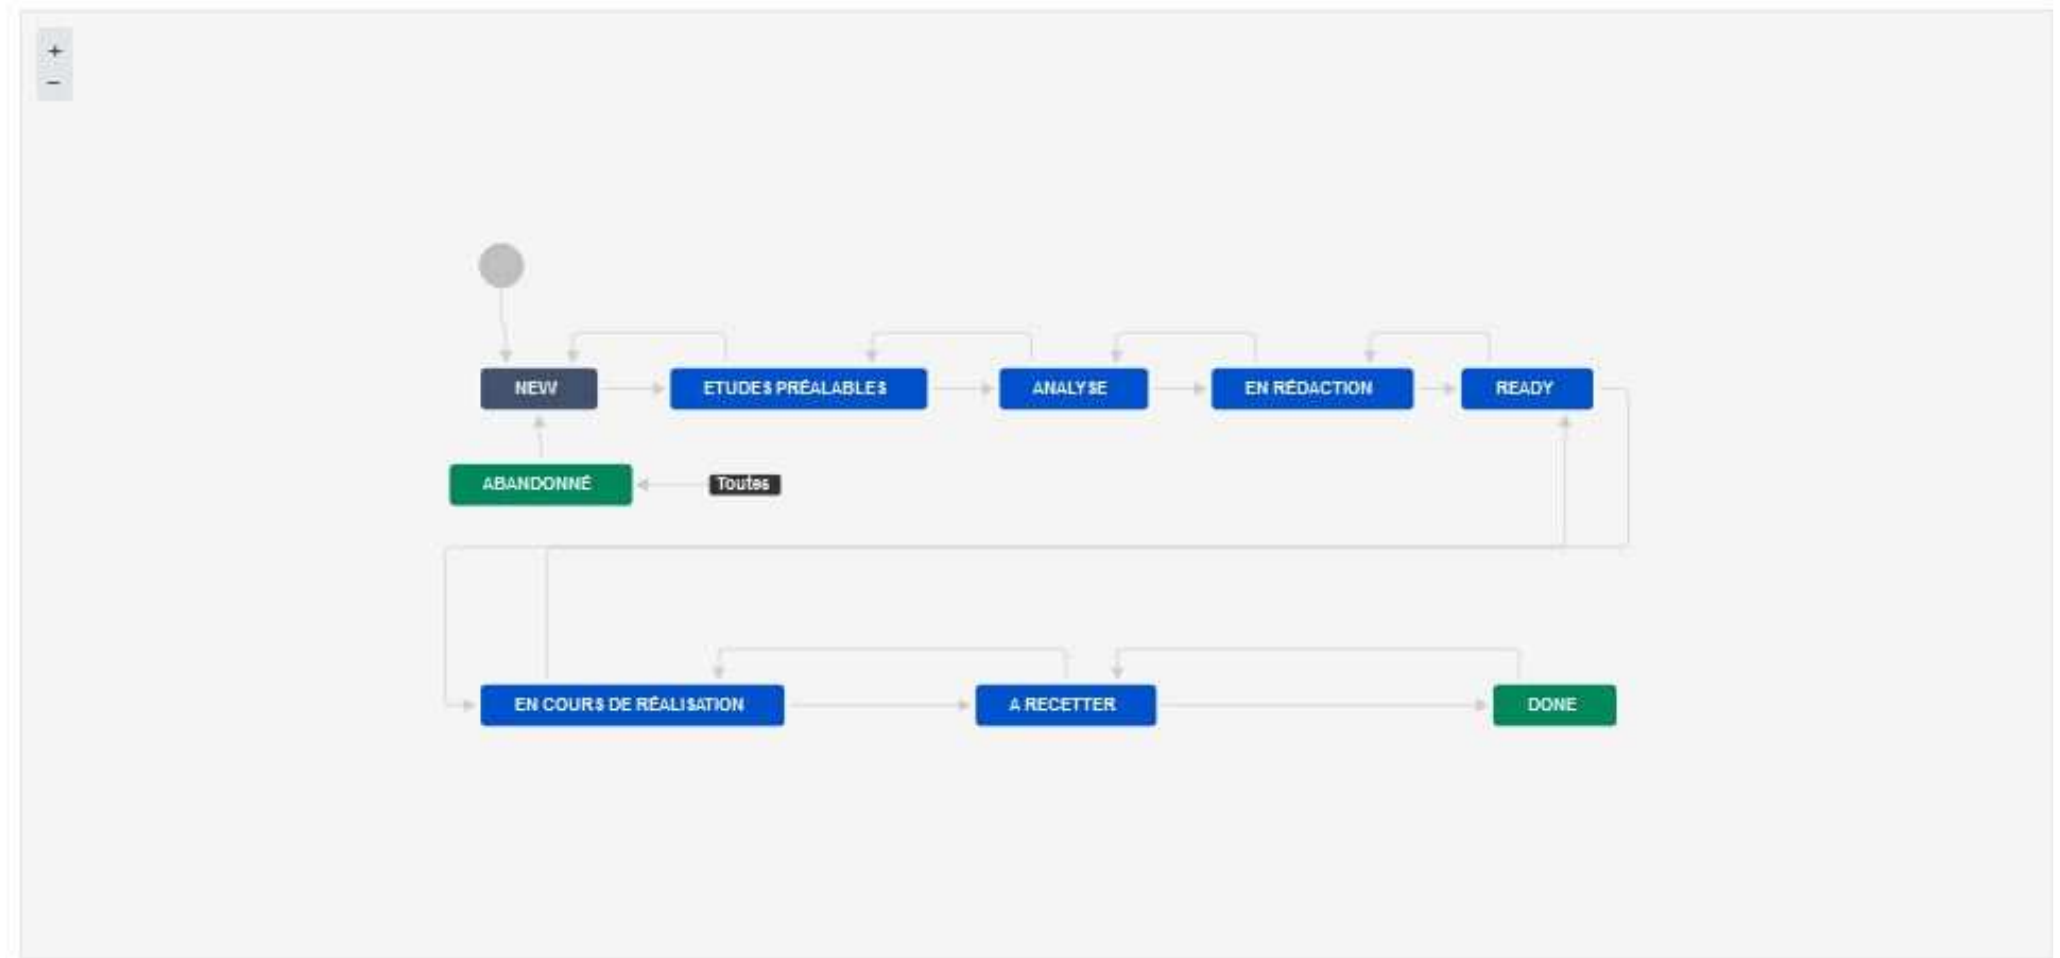 +
−
NEW
ETUDES PRÉALABLES
ANALYSE
EN RÉDACTION
READY
ABANDONNÉ
Toutes
EN COURS DE RÉALISATION
A RECETTER
DONE